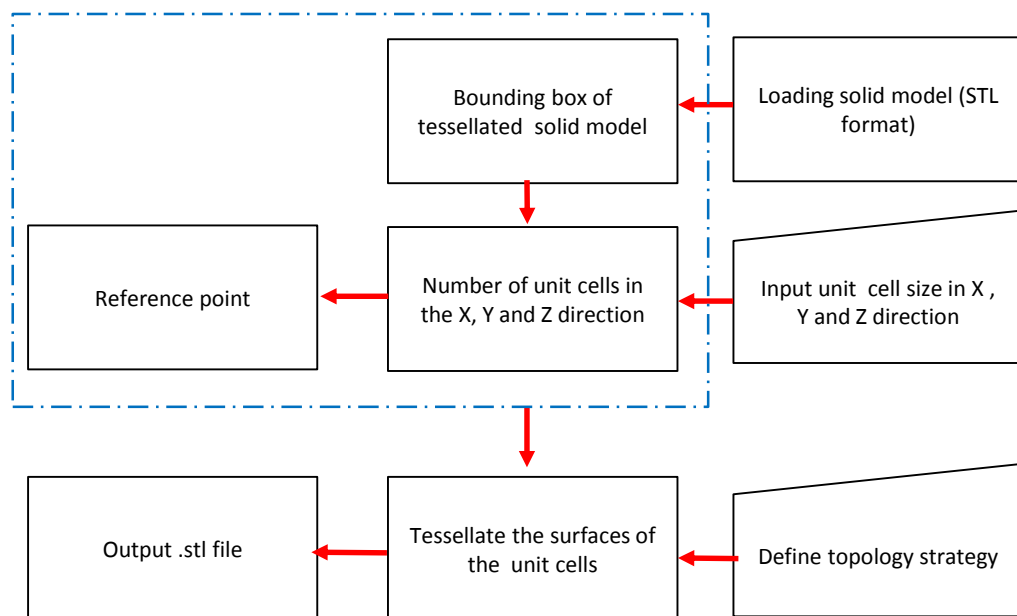 Bounding box of
tessellated solid model
Loading solid model (STL
format)
Reference point
Number of unit cells in
the X, Y and Z direction
Input unit cell size in X ,
Y and Z direction
Output .stl file
Tessellate the surfaces of
the unit cells
Define topology strategy